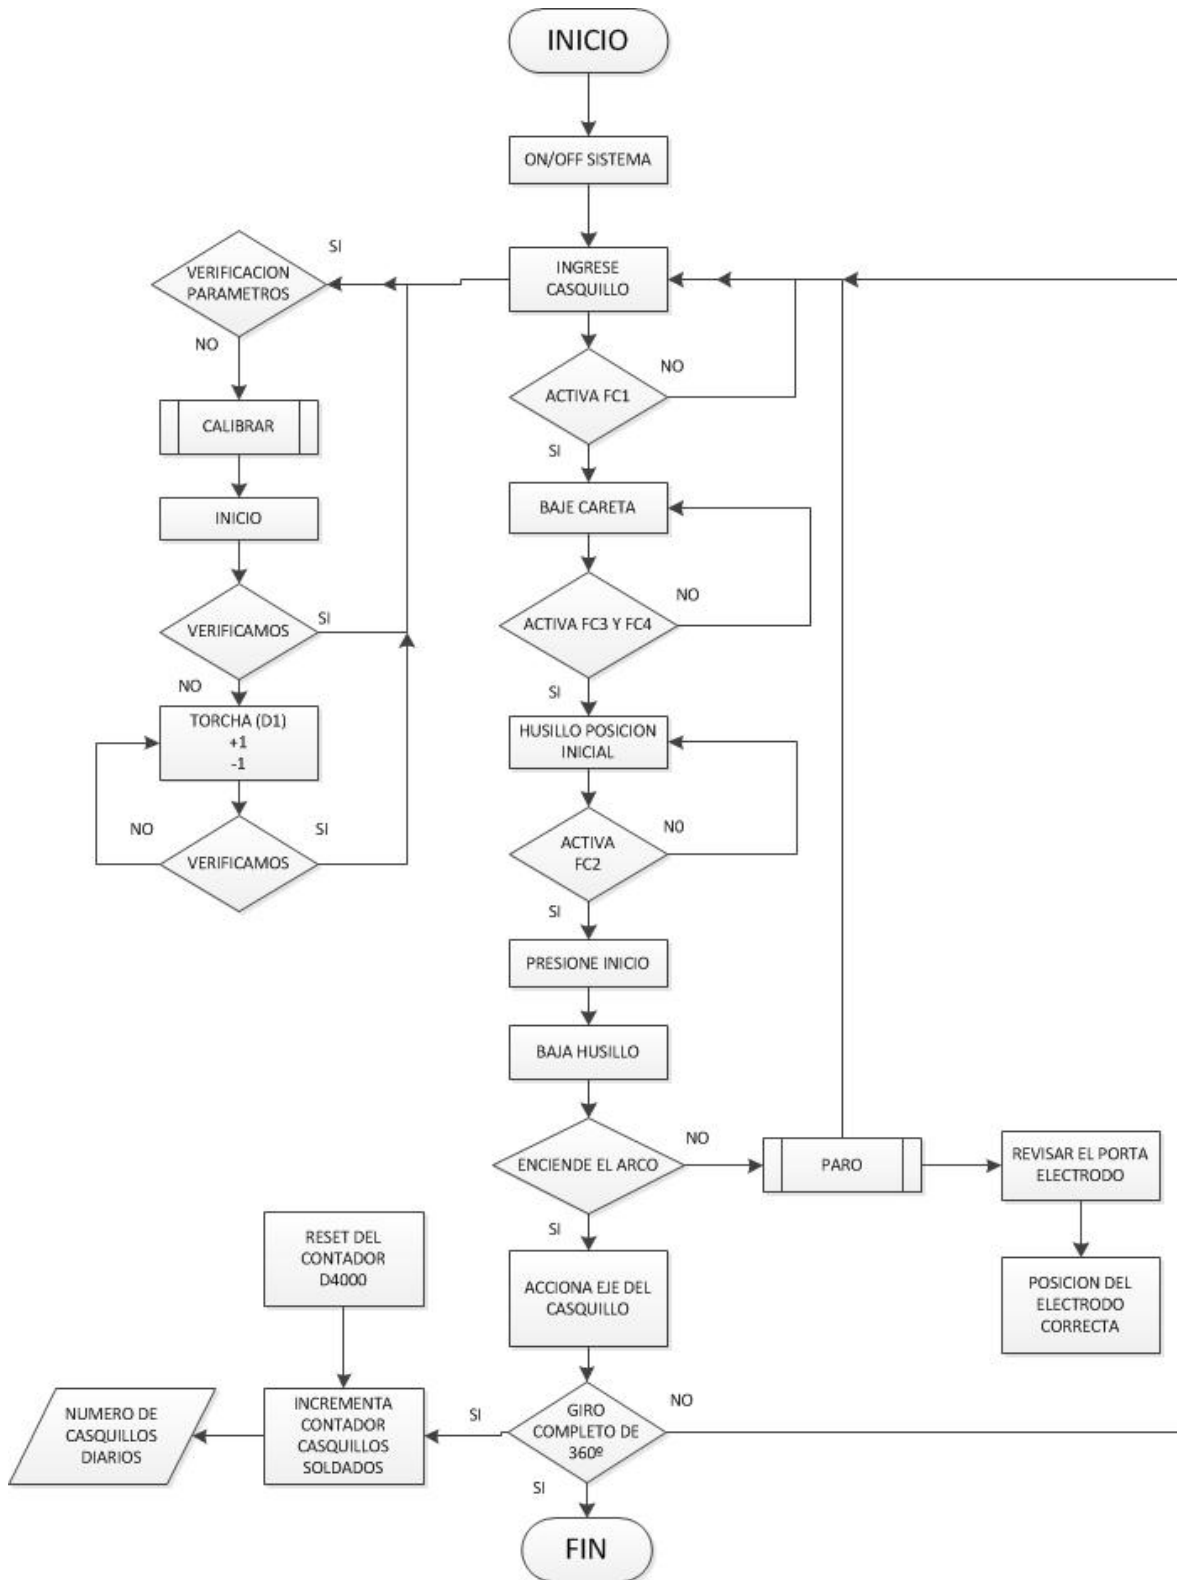 INICIO
ON/OFF SISTEMA
INGRESE
CASQUILLO
SI
VERIFICACION
PARAMETROS
NO
CALIBRAR
INICIO
VERIFICAMOS
SI
NO
TORCHA (D1)
+1
-1
NO
SI
VERIFICAMOS
ACTIVA FC1
NO
SI
BAJE CARETA
ACTIVA FC3 Y FC4
NO
SI
HUSILLO POSICION
INICIAL
ACTIVA
FC2
N0
SI
PRESIONE INICIO
BAJA HUSILLO
ENCIENDE EL ARCO
NO
PARO
REVISAR EL PORTA
ELECTRODO
POSICION DEL
ELECTRODO
CORRECTA
SI
ACCIONA EJE DEL
CASQUILLO
RESET DEL
CONTADOR
D4000
GIRO
COMPLETO DE
360º
NO
SI
INCREMENTA
CONTADOR
CASQUILLOS
SOLDADOS
NUMERO DE
CASQUILLOS
DIARIOS
SI
FIN